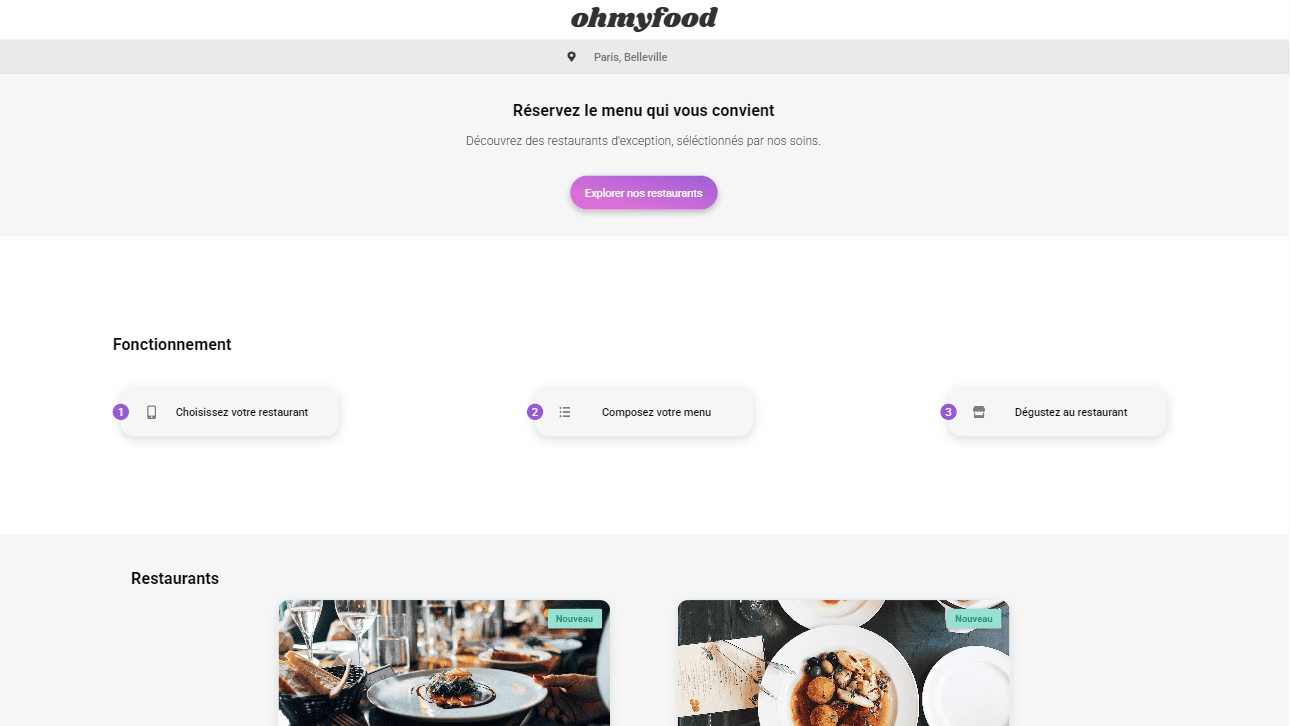 ohmyfood
Paris, Belleville
Réservez le menu qui vous convient
Découvrez des restaurants d'exception, séléctionnés par nos soins.
Explorer nos restaurants
Fonctionnement
1 Choisissez votre restaurant
2 Composez votre menu
3 Dégustez au restaurant
Restaurants
Nouveau
Nouveau